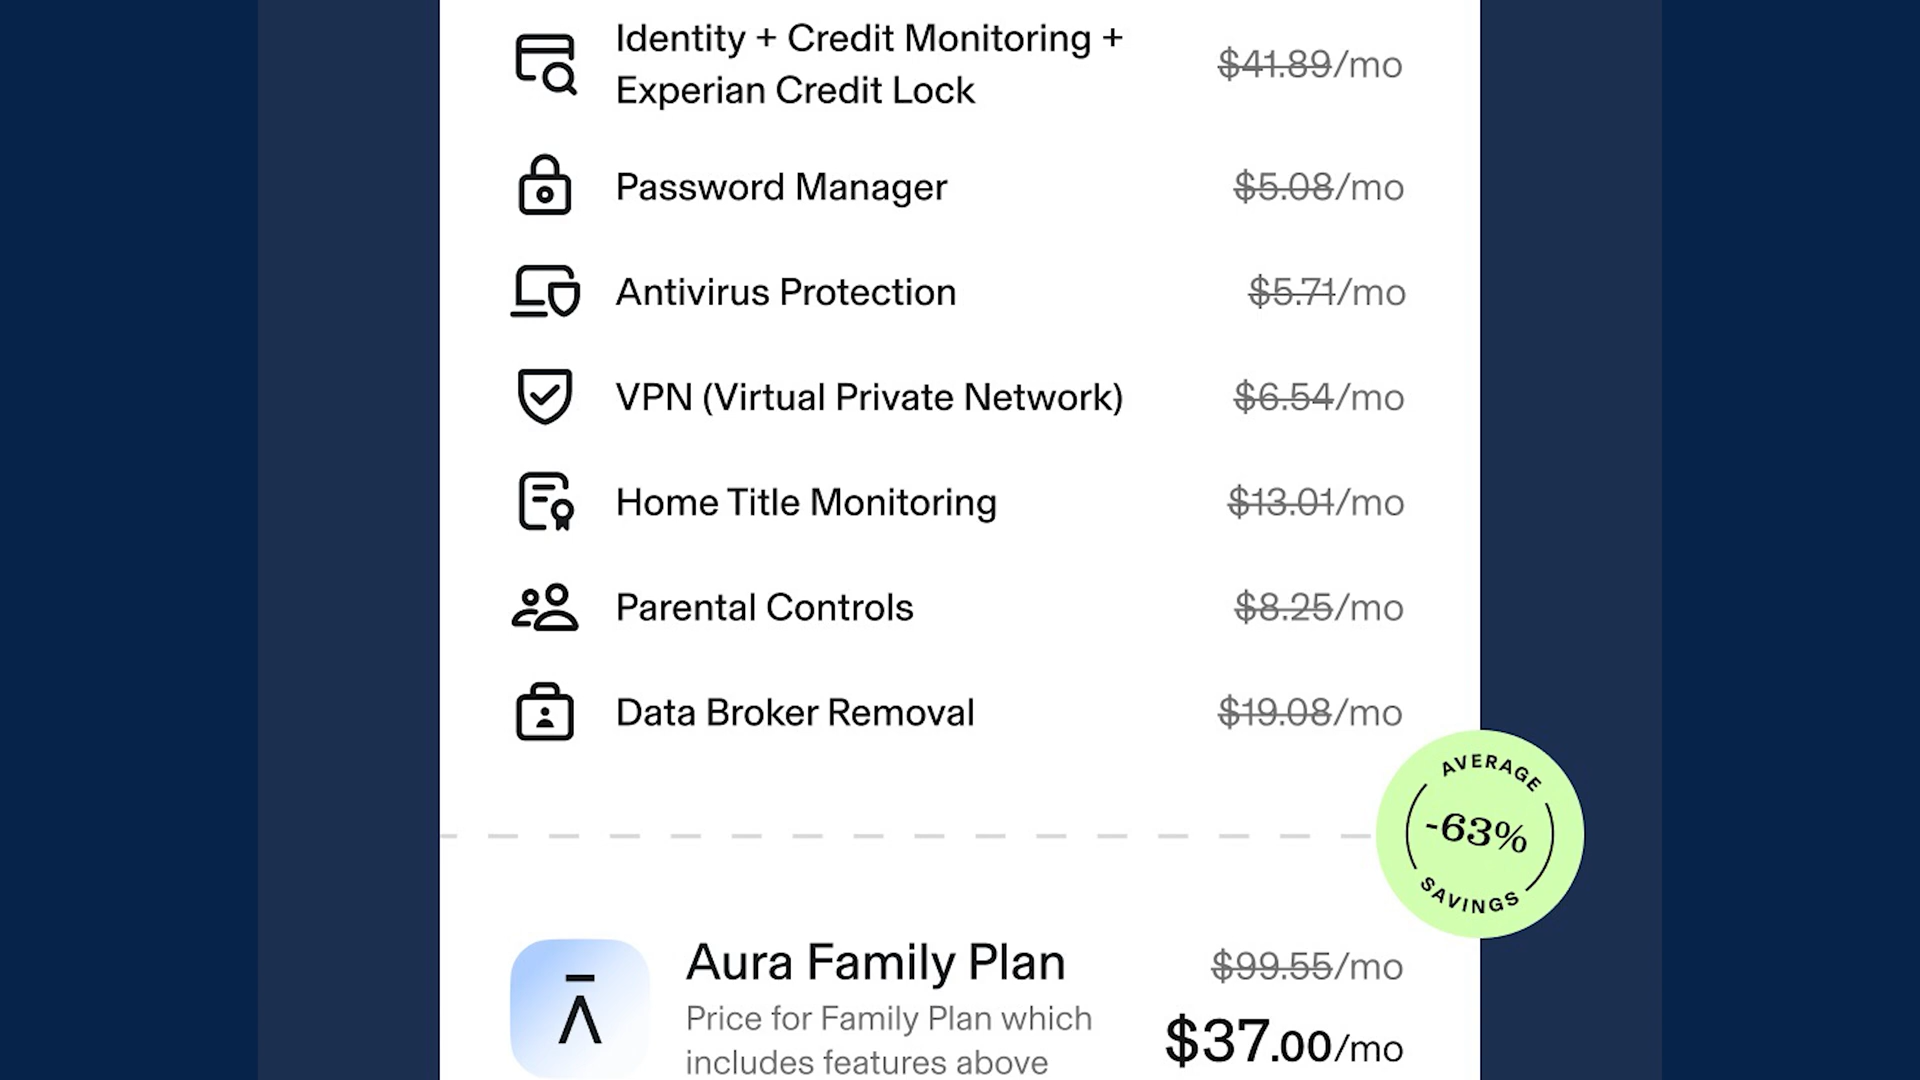 Identity + Credit Monitoring +
Experian Credit Lock
$41.89/mo
Password Manager
$5.08/mo
Antivirus Protection
$5.71/mo
VPN (Virtual Private Network)
$6.54/mo
Home Title Monitoring
$13.01/mo
Parental Controls
$8.25/mo
Data Broker Removal
$19.08/mo
AVERAGE
-63%
SAVINGS
Aura Family Plan
$99.55/mo
Price for Family Plan which
includes features above
$37.00/mo